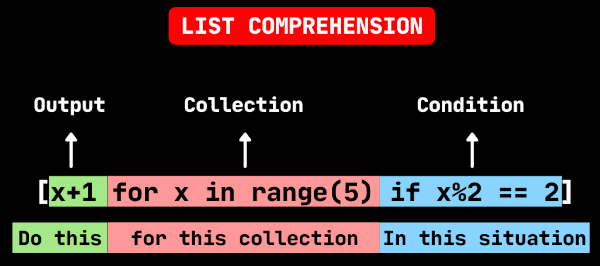 LIST COMPREHENSION
Output Collection Condition
[x+1 for x in range(5) if x%2 == 2]
Do this for this collection In this situation